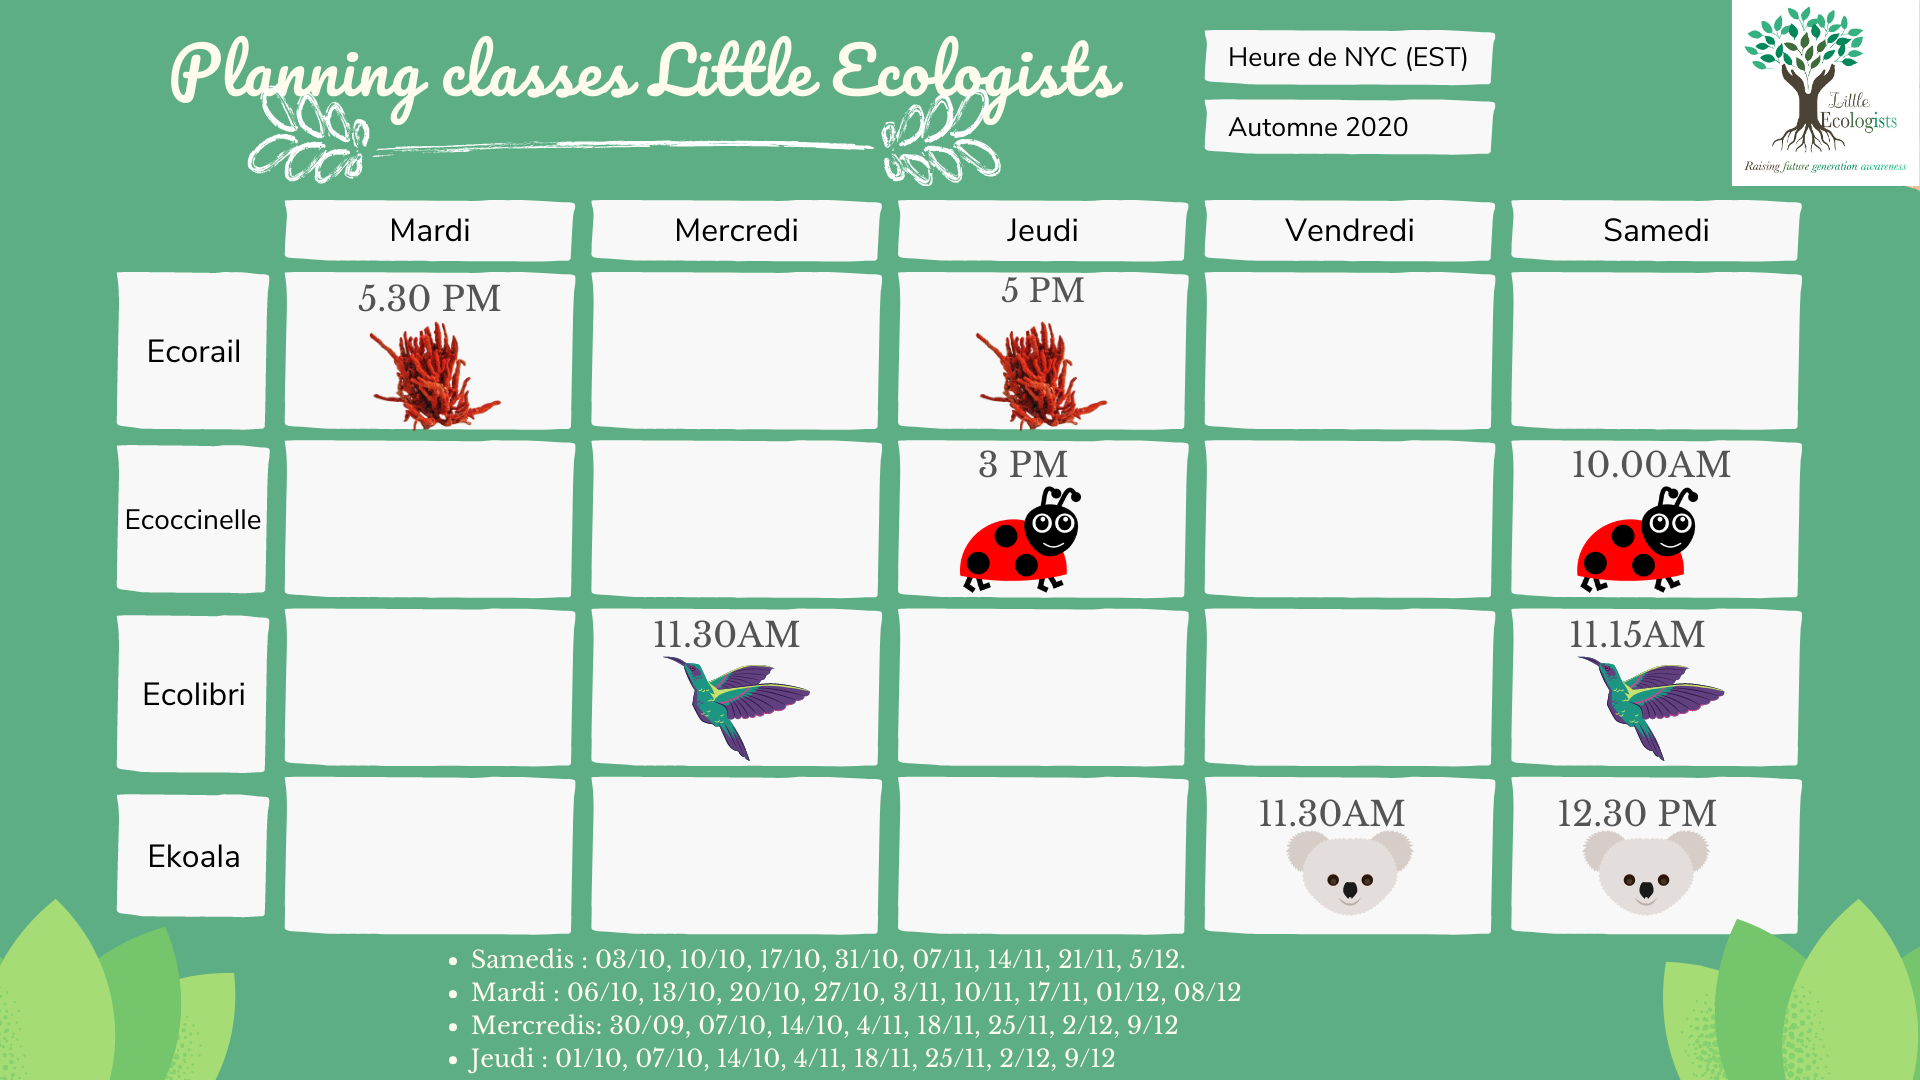 Planning classes Little Ecologists
Heure de NYC (EST)
Automne 2020
Little
Ecologists
Raising future generation awareness
Mardi
Mercredi
Jeudi
Vendredi
Samedi
Ecorail
5.30 PM
5 PM
Ecoccinelle
3 PM
10.00AM
Ecolibri
11.30AM
11.15AM
Ekoala
11.30AM
12.30 PM
• Samedis : 03/10, 10/10, 17/10, 31/10, 07/11, 14/11, 21/11, 5/12.
• Mardi : 06/10, 13/10, 20/10, 27/10, 3/11, 10/11, 17/11, 01/12, 08/12
• Mercredis: 30/09, 07/10, 14/10, 4/11, 18/11, 25/11, 2/12, 9/12
• Jeudi : 01/10, 07/10, 14/10, 4/11, 18/11, 25/11, 2/12, 9/12